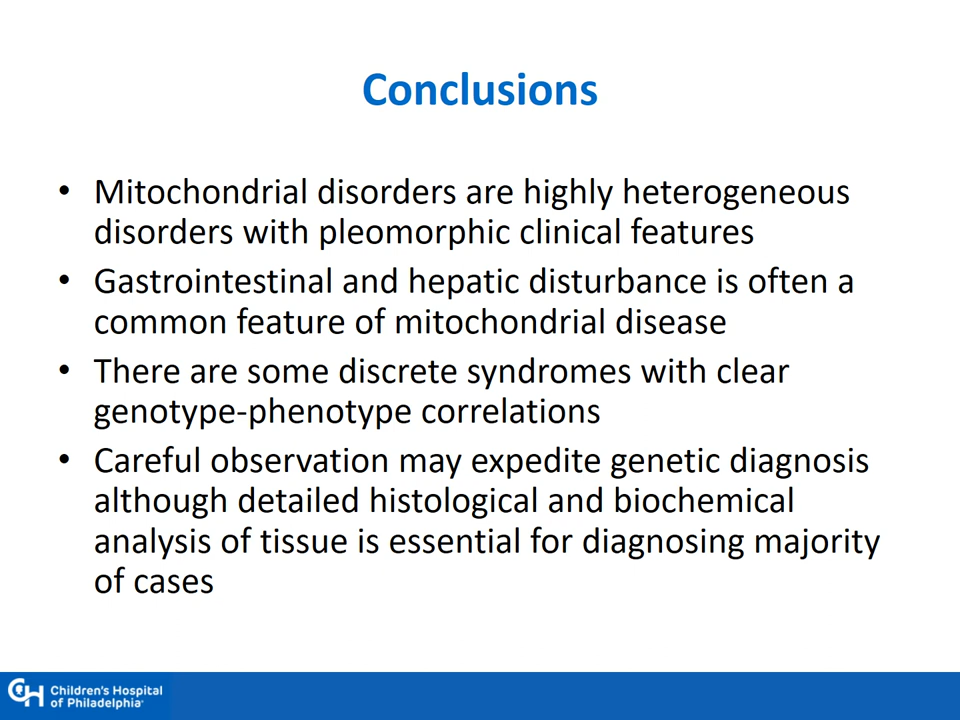 Conclusions
• Mitochondrial disorders are highly heterogeneous
disorders with pleomorphic clinical features
• Gastrointestinal and hepatic disturbance is often a
common feature of mitochondrial disease
• There are some discrete syndromes with clear
genotype-phenotype correlations
• Careful observation may expedite genetic diagnosis
although detailed histological and biochemical
analysis of tissue is essential for diagnosing majority
of cases
CH Children's Hospital
of Philadelphia